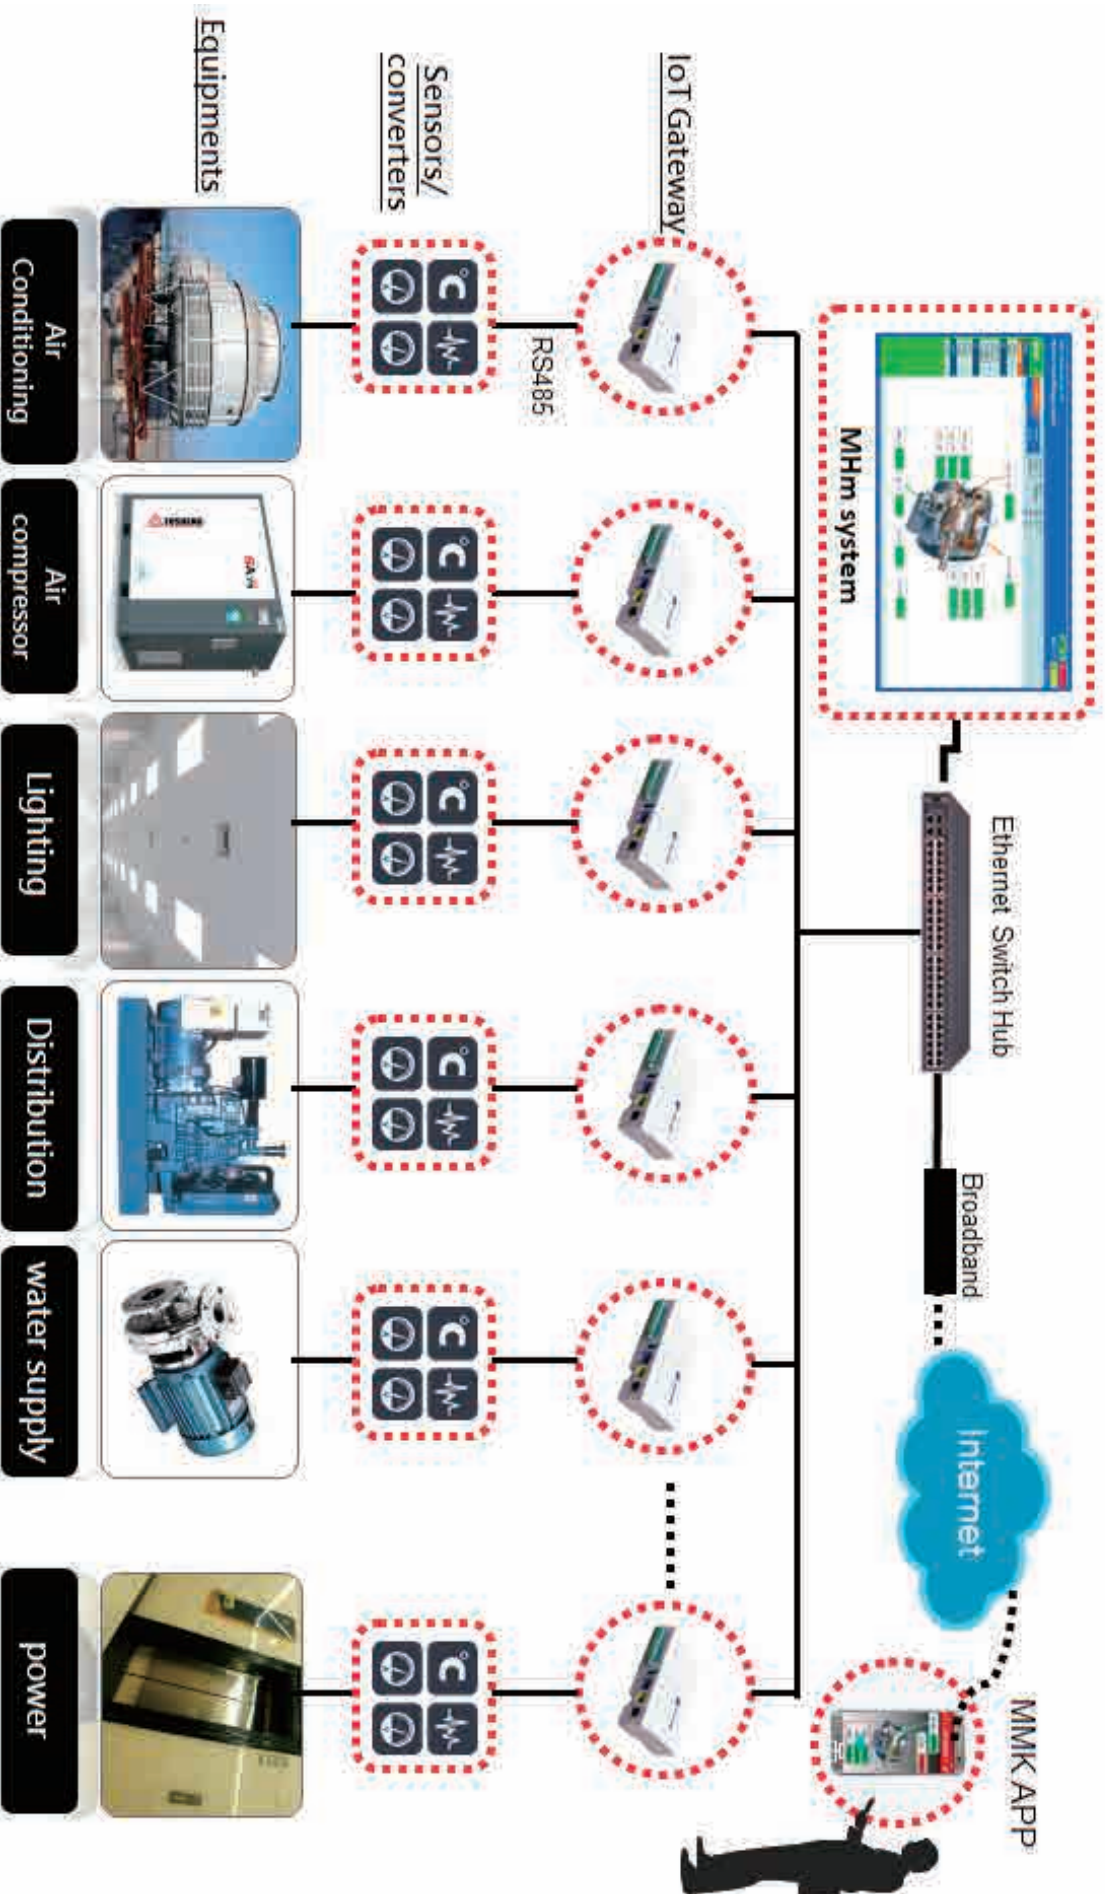 MHm system
Ethernet Switch Hub
Broadband
Internet
MMK APP
IoT Gateway
RS485
Sensors/
converters
°C
°C
°C
°C
°C
°C
Equipments
Air
Conditioning
Air
compressor
Lighting
Distribution
water supply
power